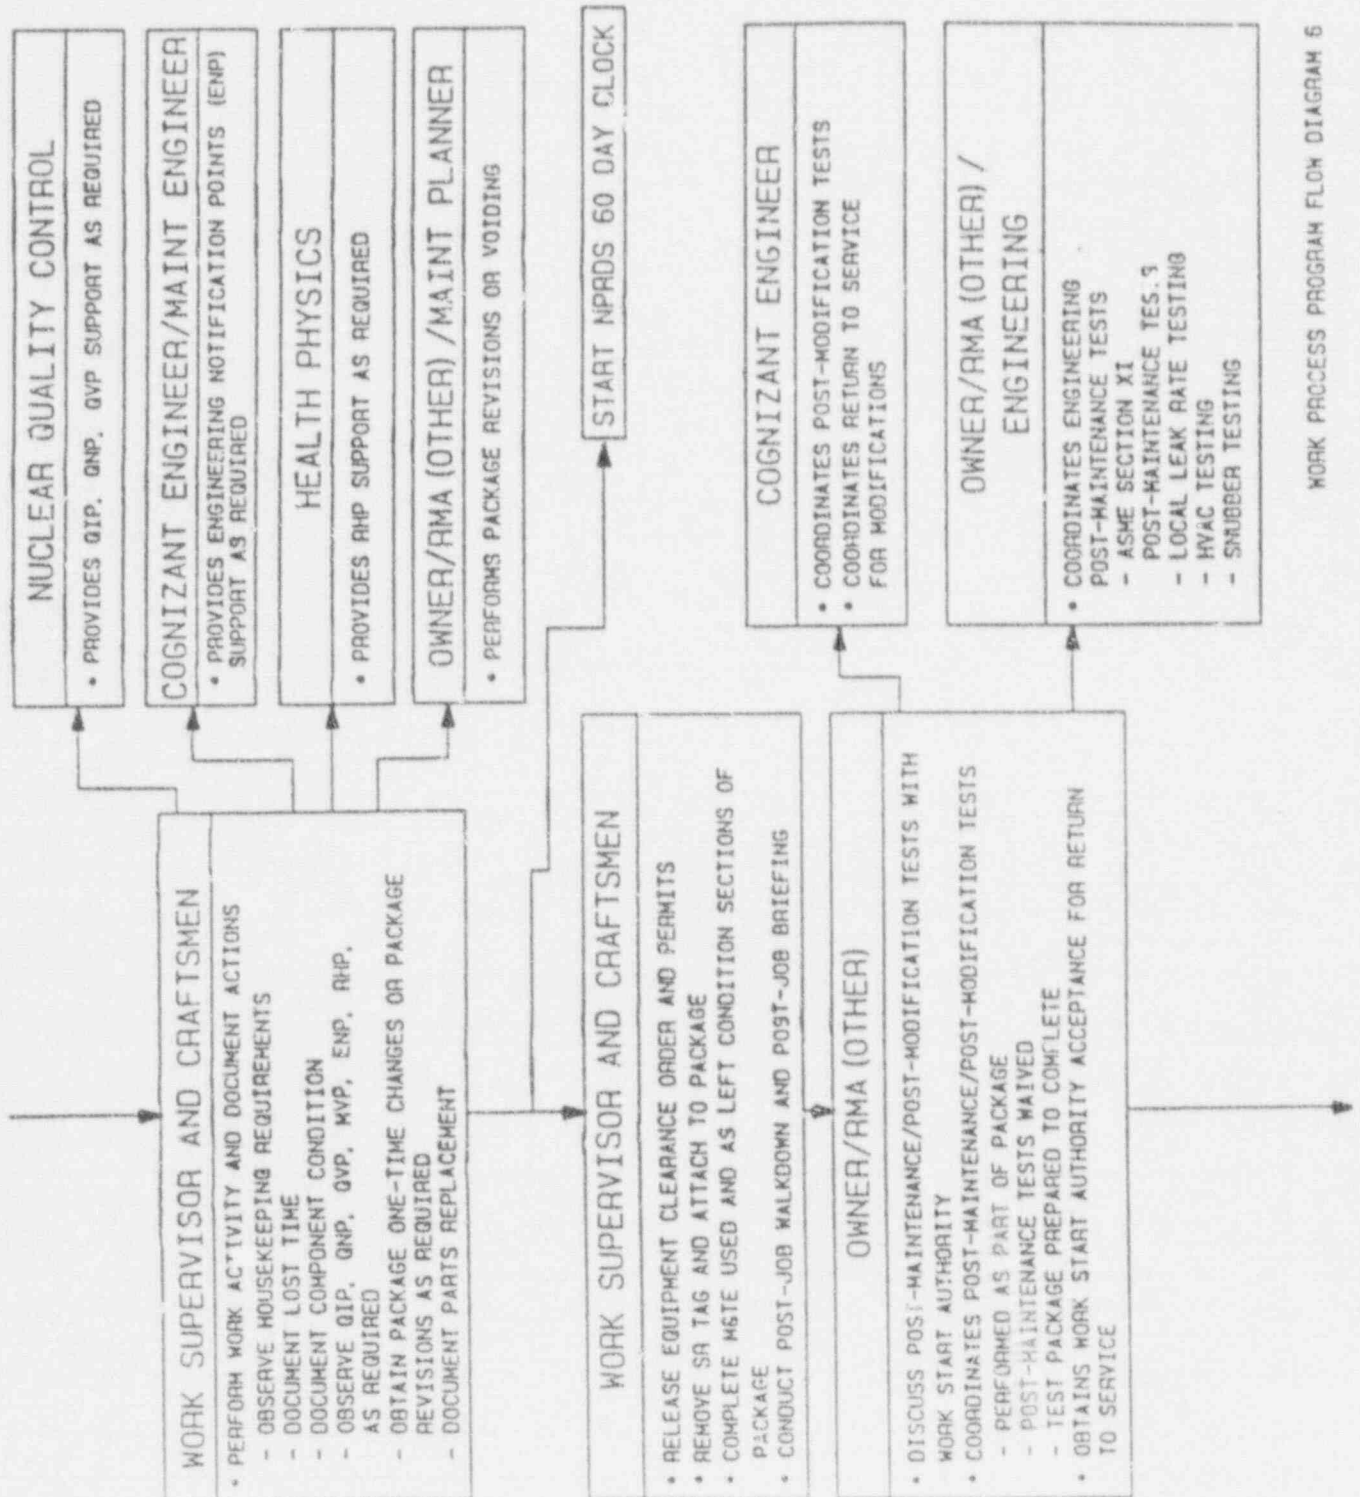 WORK SUPERVISOR AND CRAFTSMEN
• PERFORM WORK ACTIVITY AND DOCUMENT ACTIONS
- OBSERVE HOUSEKEEPING REQUIREMENTS
- DOCUMENT LOST TIME
- DOCUMENT COMPONENT CONDITION
- OBSERVE QIP, QNP, QVP, MVP, ENP, RHP,
AS REQUIRED
- OBTAIN PACKAGE ONE-TIME CHANGES OR PACKAGE
REVISIONS AS REQUIRED
- DOCUMENT PARTS REPLACEMENT
NUCLEAR QUALITY CONTROL
• PROVIDES QIP, QNP, QVP SUPPORT AS REQUIRED
COGNIZANT ENGINEER/MAINT ENGINEER
• PROVIDES ENGINEERING NOTIFICATION POINTS (ENP)
SUPPORT AS REQUIRED
HEALTH PHYSICS
• PROVIDES RHP SUPPORT AS REQUIRED
OWNER/RMA (OTHER) /MAINT PLANNER
• PERFORMS PACKAGE REVISIONS OR VOIDING
START NPRDS 60 DAY CLOCK
WORK SUPERVISOR AND CRAFTSMEN
• RELEASE EQUIPMENT CLEARANCE ORDER AND PERMITS
• REMOVE SR TAG AND ATTACH TO PACKAGE
• COMPLETE M&TE USED AND AS LEFT CONDITION SECTIONS OF
PACKAGE
• CONDUCT POST-JOB WALKDOWN AND POST-JOB BRIEFING
OWNER/RMA (OTHER)
• DISCUSS POST-MAINTENANCE/POST-MODIFICATION TESTS WITH
WORK START AUTHORITY
• COORDINATES POST-MAINTENANCE/POST-MODIFICATION TESTS
- PERFORMED AS PART OF PACKAGE
- POST-MAINTENANCE TESTS WAIVED
- TEST PACKAGE PREPARED TO COMPLETE
• OBTAINS WORK START AUTHORITY ACCEPTANCE FOR RETURN
TO SERVICE
COGNIZANT ENGINEER
• COORDINATES POST-MODIFICATION TESTS
• COORDINATES RETURN TO SERVICE
FOR MODIFICATIONS
OWNER/RMA (OTHER) /
ENGINEERING
• COORDINATES ENGINEERING
POST-MAINTENANCE TESTS
- ASME SECTION XI
POST-MAINTENANCE TESTS
- LOCAL LEAK RATE TESTING
- HVAC TESTING
- SNUBBER TESTING
WORK PROCESS PROGRAM FLOW DIAGRAM 6